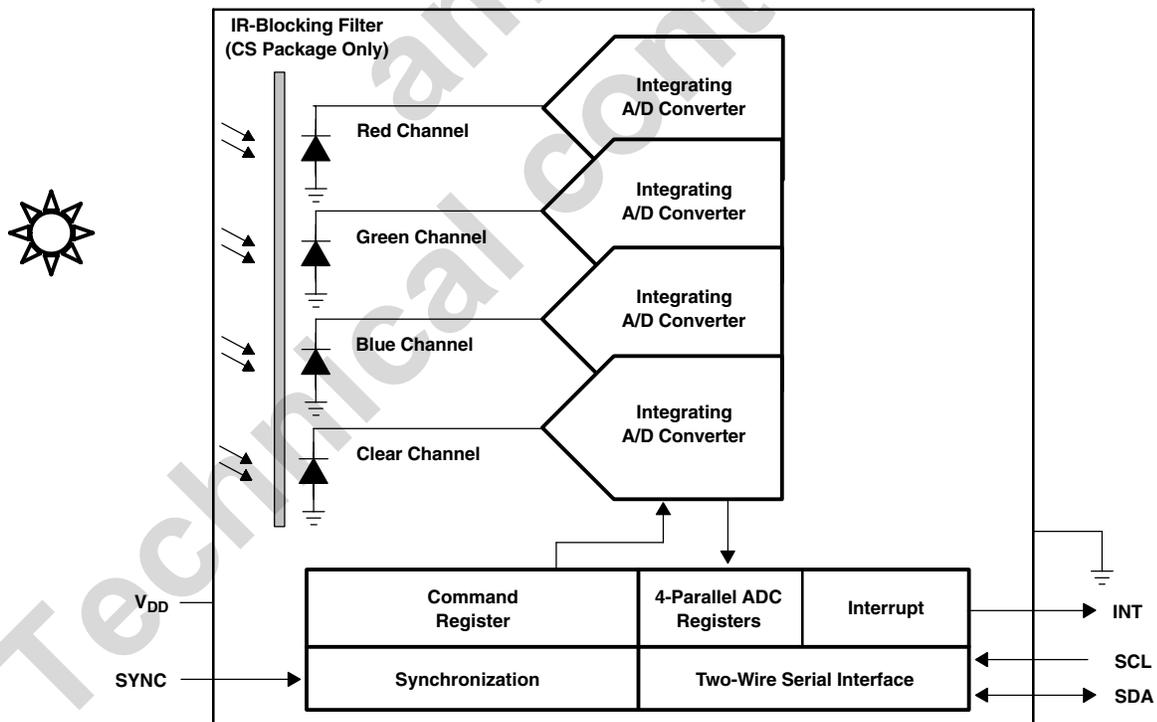 IR-Blocking Filter
(CS Package Only)
Integrating
A/D Converter
Red Channel
Integrating
A/D Converter
Green Channel
Integrating
A/D Converter
Blue Channel
Integrating
A/D Converter
Clear Channel
VDD
Command
Register
4-Parallel ADC
Registers
Interrupt
INT
SYNC
Synchronization
Two-Wire Serial Interface
SCL
SDA
am
Technical cont